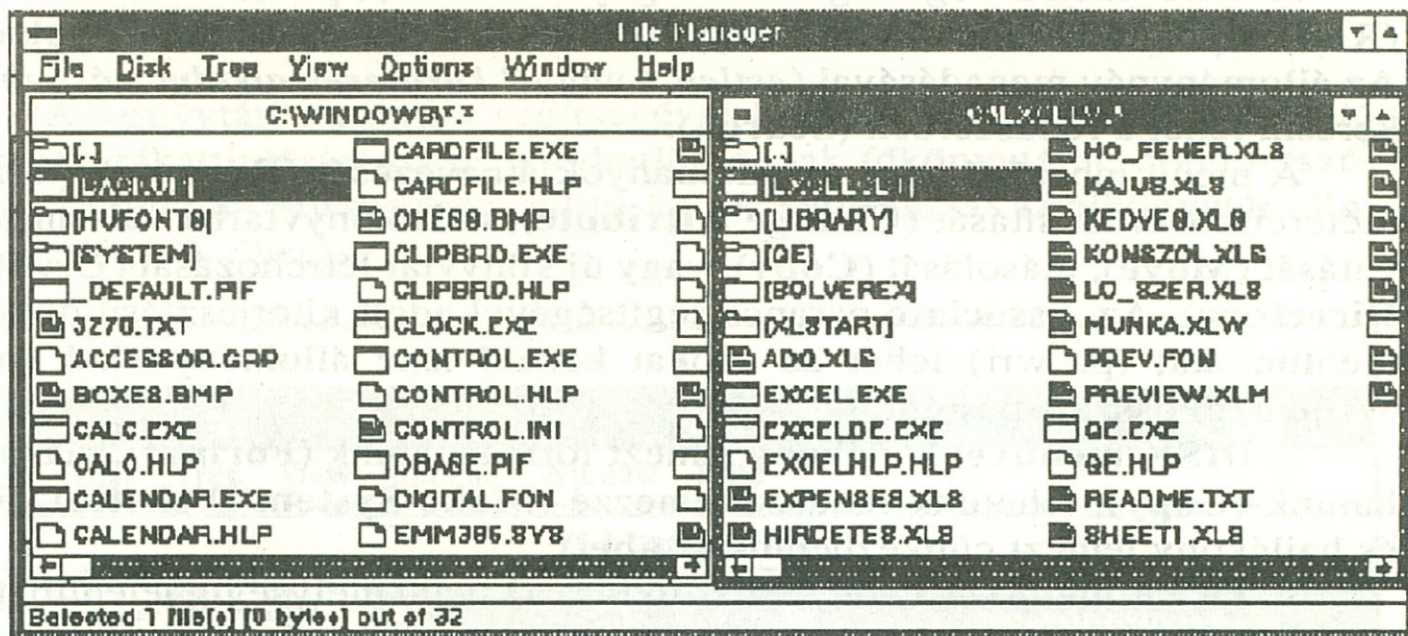 File Manager
File Disk Tree View Options Window Help
C:\WINDOWS\*.*
[..]
[HUFONTS]
[SYSTEM]
_DEFAULT.PIF
3270.TXT
ACCESSOR.GRP
BOXES.BMP
CALC.EXE
CALC.HLP
CALENDAR.EXE
CALENDAR.HLP
CARDFILE.EXE
CARDFILE.HLP
CHESS.BMP
CLIPBRD.EXE
CLIPBRD.HLP
CLOCK.EXE
CONTROL.EXE
CONTROL.HLP
CONTROL.INI
DBASE.PIF
DIGITAL.FON
EMM386.SYS
[..]
[LIBRARY]
[QE]
[SOLVEREX]
[XLSTART]
ADO.XLS
EXCEL.EXE
EXCELDE.EXE
EXCELHLP.HLP
EXPENSES.XLS
HIRDETES.XLS
HO_FEHER.XLS
KAJUS.XLS
KEDVES.XLS
KONSZOL.XLS
LO_SZER.XLS
MUNKA.XLW
PREV.FON
PREVIEW.XLM
QE.EXE
QE.HLP
README.TXT
SHEET1.XLS
Selected 1 file[s] [0 bytes] out of 32